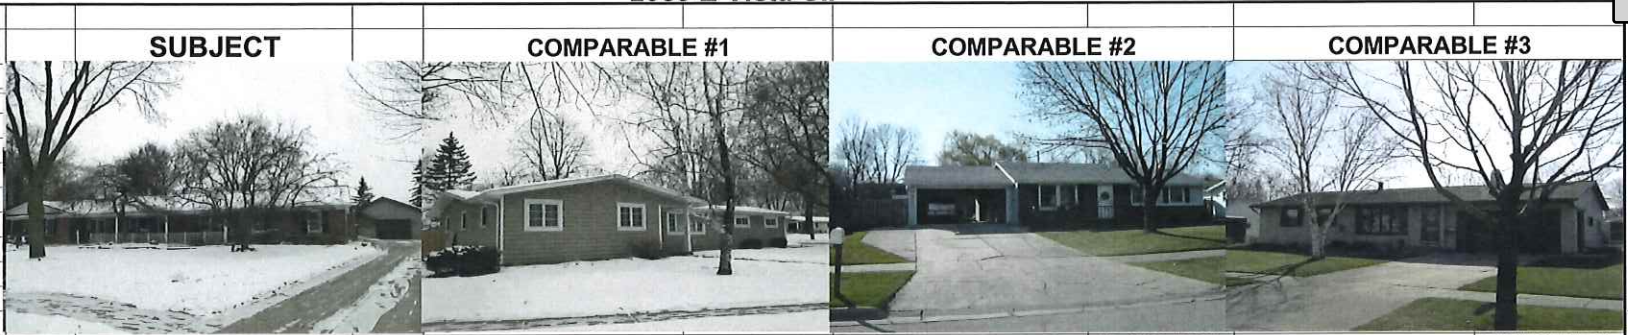 SUBJECT
COMPARABLE #1
COMPARABLE #2
COMPARABLE #3